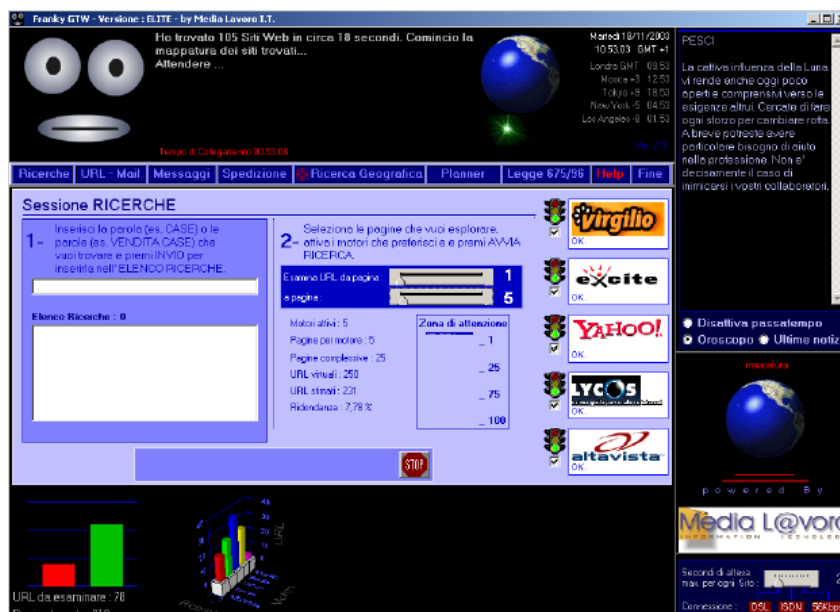 Franky GTW - Versione : ELITE - by Media Lavoro I.T.
Ho trovato 105 Siti Web in circa 18 secondi. Comincio la
mappatura dei siti trovati...
Attendere ...
Tempo di Collegamento 00.53.08
Martedì 18/11/2003
10.53.03 GMT +1
Londra GMT 09.53
Mosca +3 12.53
Tokyo +9 18.53
New York -5 04.53
Los Angeles -8 01.53
PESCI
La cattiva influenza della Luna
vi rende anche oggi poco
aperti e comprensivi verso le
esigenze altrui. Cercate di fare
ogni sforzo per cambiare rotta.
A breve potreste avere
particolare bisogno di aiuto
nella professione. Non e'
decisamente il caso di
inimicarsi i vostri collaboratori.
Ricerche URL - Mail Messaggi Spedizione Ricerca Geografica Planner Legge 675/96 Help Fine
Sessione RICERCHE
1- Inserisci la parola (es. CASE) o le
parole (es. VENDITA CASE) che
vuoi trovare e premi INVIO per
inserirla nell' ELENCO RICERCHE.
Elenco Ricerche : 0
2- Seleziona le pagine che vuoi esplorare,
attiva i motori che preferisci e e premi AVVIA
RICERCA.
Esamina URL da pagina : 1
a pagina : 5
Motori attivi : 5
Pagine per motore : 5
Pagine complessive : 25
URL virtuali : 250
URL stimati : 231
Ridondanza : 7,78 %
Zona di attenzione
_ 1
_ 25
_ 75
_ 100
Virgilio
OK.
excite
OK.
YAHOO!
OK.
LYCOS
OK.
altavista
OK.
STOP
Disattiva passatempo
Oroscopo Ultime notiz
mappatura
powered By
Media L@voro
INFORMATION TECNOLOG
Secondi di attesa
max. per ogni Sito :
Connessione : DSL ISDN 56Kb
URL da esaminare : 78
URL